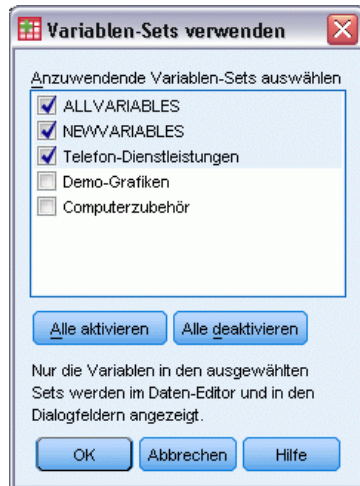 Variablen-Sets verwenden
Anzuwendende Variablen-Sets auswählen
ALLVARIABLES
NEWVARIABLES
Telefon-Dienstleistungen
Demo-Grafiken
Computerzubehör
Alle aktivieren Alle deaktivieren
Nur die Variablen in den ausgewählten
Sets werden im Daten-Editor und in den
Dialogfeldern angezeigt.
OK Abbrechen Hilfe